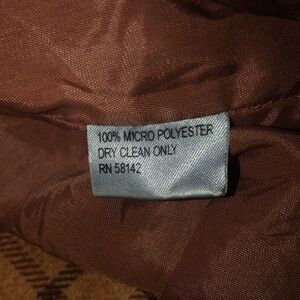 100% MICRO POLYESTER
DRY CLEAN ONLY
RN 58142